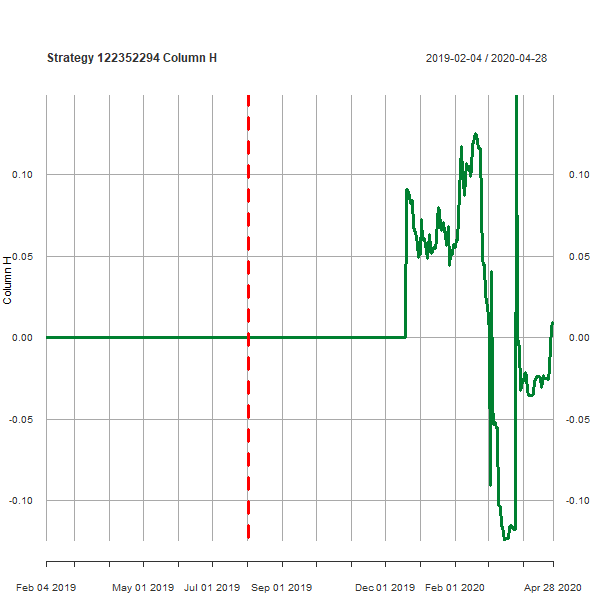 Strategy 122352294 Column H
2019-02-04 / 2020-04-28
0.10 0.10
0.05 0.05
Column H
0.00 0.00
-0.05 -0.05
-0.10 -0.10
Feb 04 2019 May 01 2019 Jul 01 2019 Sep 01 2019 Dec 01 2019 Feb 01 2020 Apr 28 2020